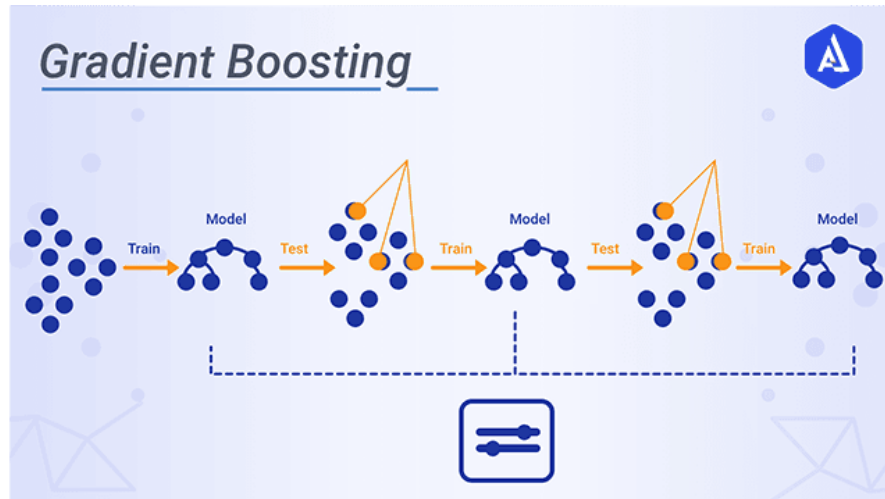 Gradient Boosting
Model
Model
Model
Train
Test
Train
Test
Train